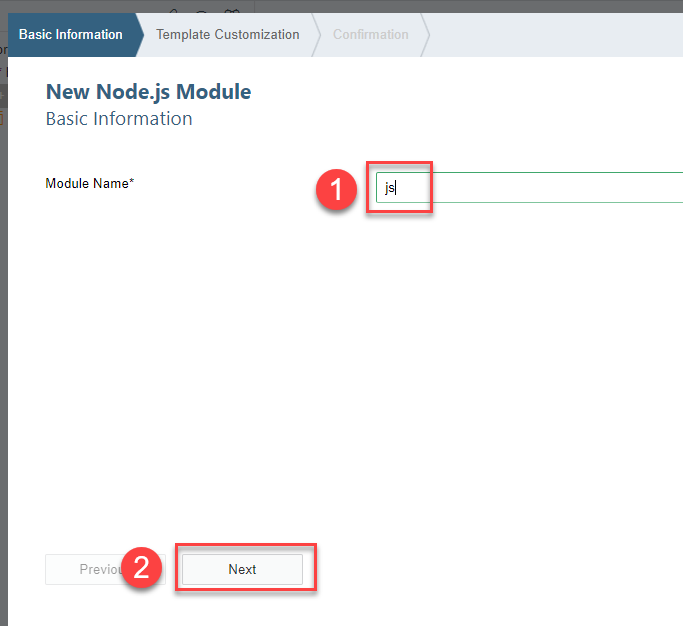 Basic Information Template Customization Confirmation
New Node.js Module
Basic Information
Module Name* 1 js
Previou 2 Next